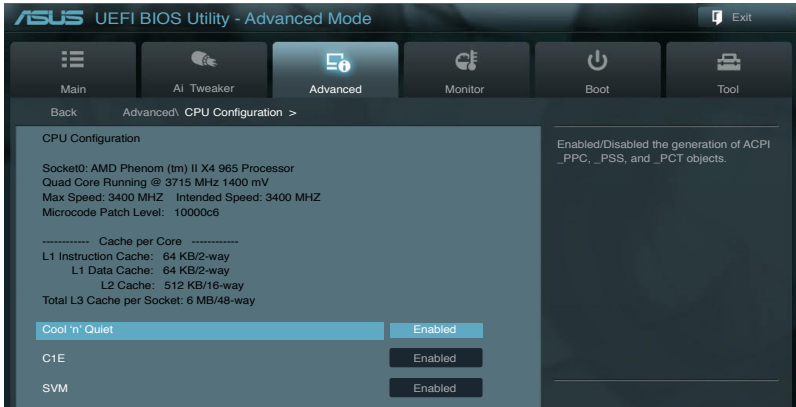 ASUS UEFI BIOS Utility - Advanced Mode
Exit
Main
Ai Tweaker
Advanced
Monitor
Boot
Tool
Back Advanced\ CPU Configuration >
CPU Configuration
Socket0: AMD Phenom (tm) II X4 965 Processor
Quad Core Running @ 3715 MHz 1400 mV
Max Speed: 3400 MHZ Intended Speed: 3400 MHZ
Microcode Patch Level: 10000c6
------------ Cache per Core ------------
L1 Instruction Cache: 64 KB/2-way
L1 Data Cache: 64 KB/2-way
L2 Cache: 512 KB/16-way
Total L3 Cache per Socket: 6 MB/48-way
Cool 'n' Quiet Enabled
C1E Enabled
SVM Enabled
Enabled/Disabled the generation of ACPI
_PPC, _PSS, and _PCT objects.